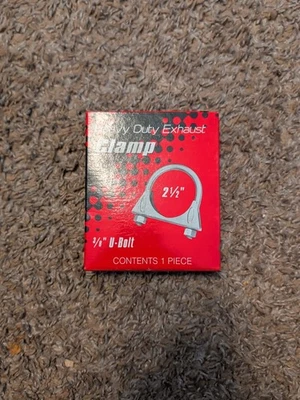 Heavy Duty Exhaust
clamp
2½"
⅜" U-Bolt
CONTENTS 1 PIECE